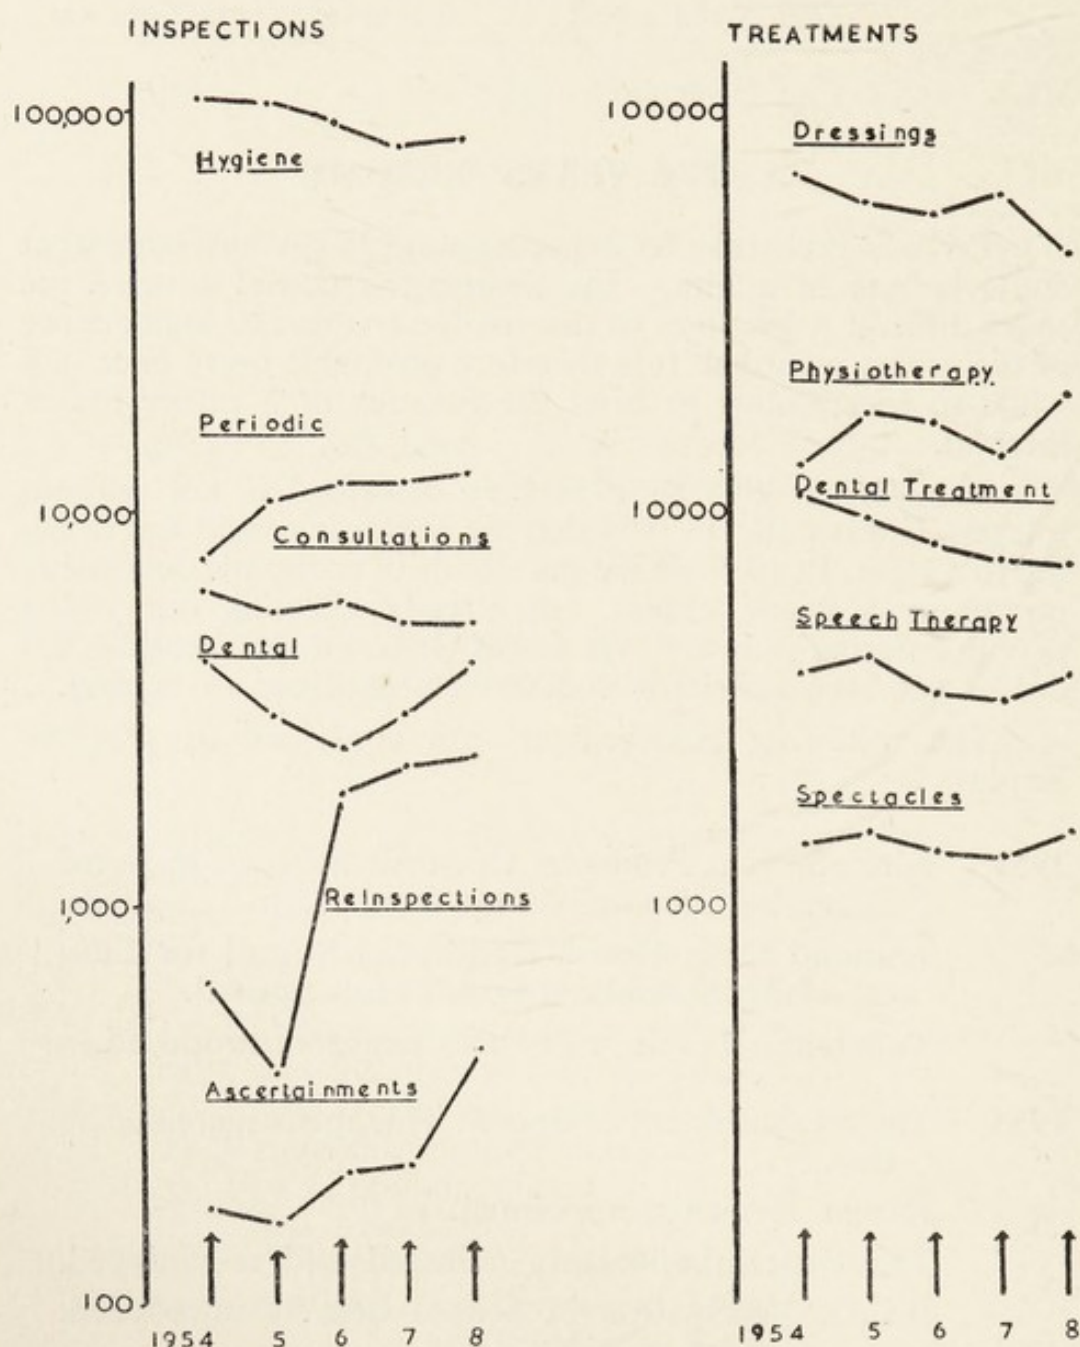 INSPECTIONS
100,000
Hygiene
Periodic
10,000
Consultations
Dental
1,000
ReInspections
Ascertainments
100
1954 5 6 7 8
TREATMENTS
100000
Dressings
Physiotherapy
Dental Treatment
10000
Speech Therapy
Spectacles
1000
1954 5 6 7 8